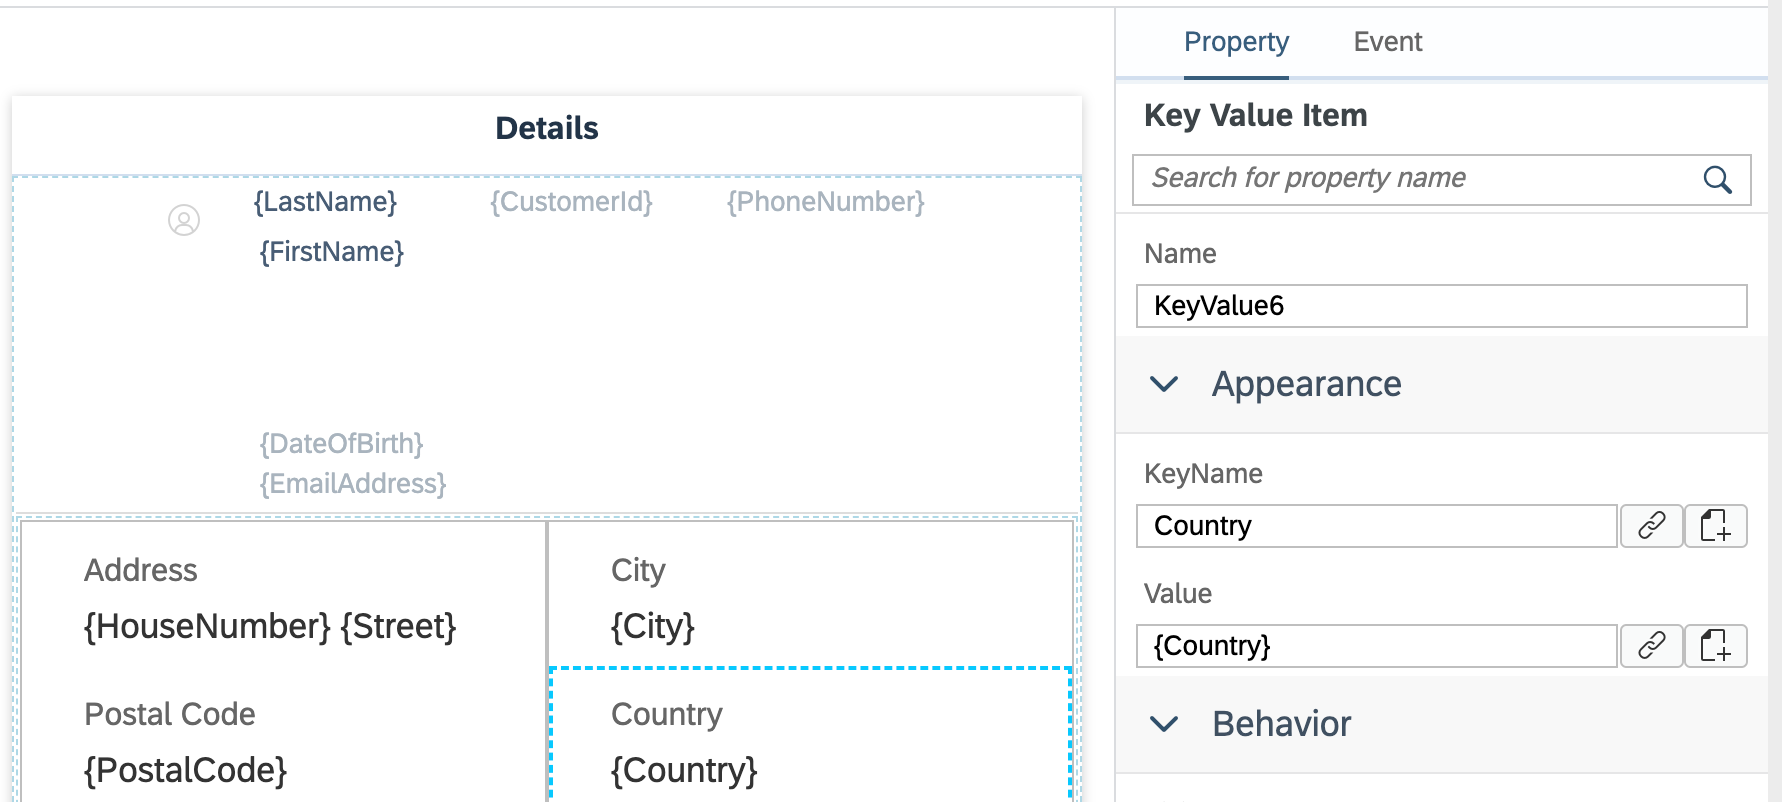 Property Event
Details
Key Value Item
Search for property name
{LastName} {CustomerId} {PhoneNumber}
{FirstName}
Name
KeyValue6
Appearance
{DateOfBirth}
{EmailAddress}
KeyName
Country
Address City
{HouseNumber} {Street} {City}
Value
{Country}
Postal Code Country
{PostalCode} {Country}
Behavior